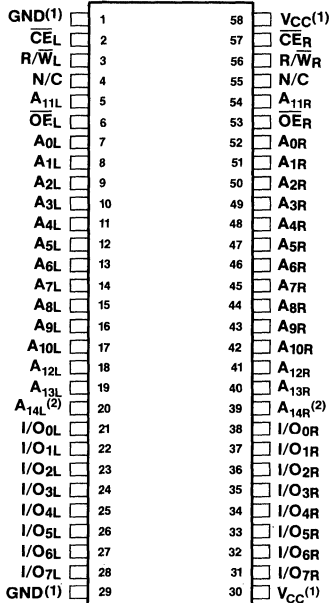 GND(1) 1 58 VCC(1)
C̅E̅L 2 57 C̅E̅R
R/W̅L 3 56 R/W̅R
N/C 4 55 N/C
A11L 5 54 A11R
O̅E̅L 6 53 O̅E̅R
A0L 7 52 A0R
A1L 8 51 A1R
A2L 9 50 A2R
A3L 10 49 A3R
A4L 11 48 A4R
A5L 12 47 A5R
A6L 13 46 A6R
A7L 14 45 A7R
A8L 15 44 A8R
A9L 16 43 A9R
A10L 17 42 A10R
A12L 18 41 A12R
A13L 19 40 A13R
A14L(2) 20 39 A14R(2)
I/O0L 21 38 I/O0R
I/O1L 22 37 I/O1R
I/O2L 23 36 I/O2R
I/O3L 24 35 I/O3R
I/O4L 25 34 I/O4R
I/O5L 26 33 I/O5R
I/O6L 27 32 I/O6R
I/O7L 28 31 I/O7R
GND(1) 29 30 VCC(1)